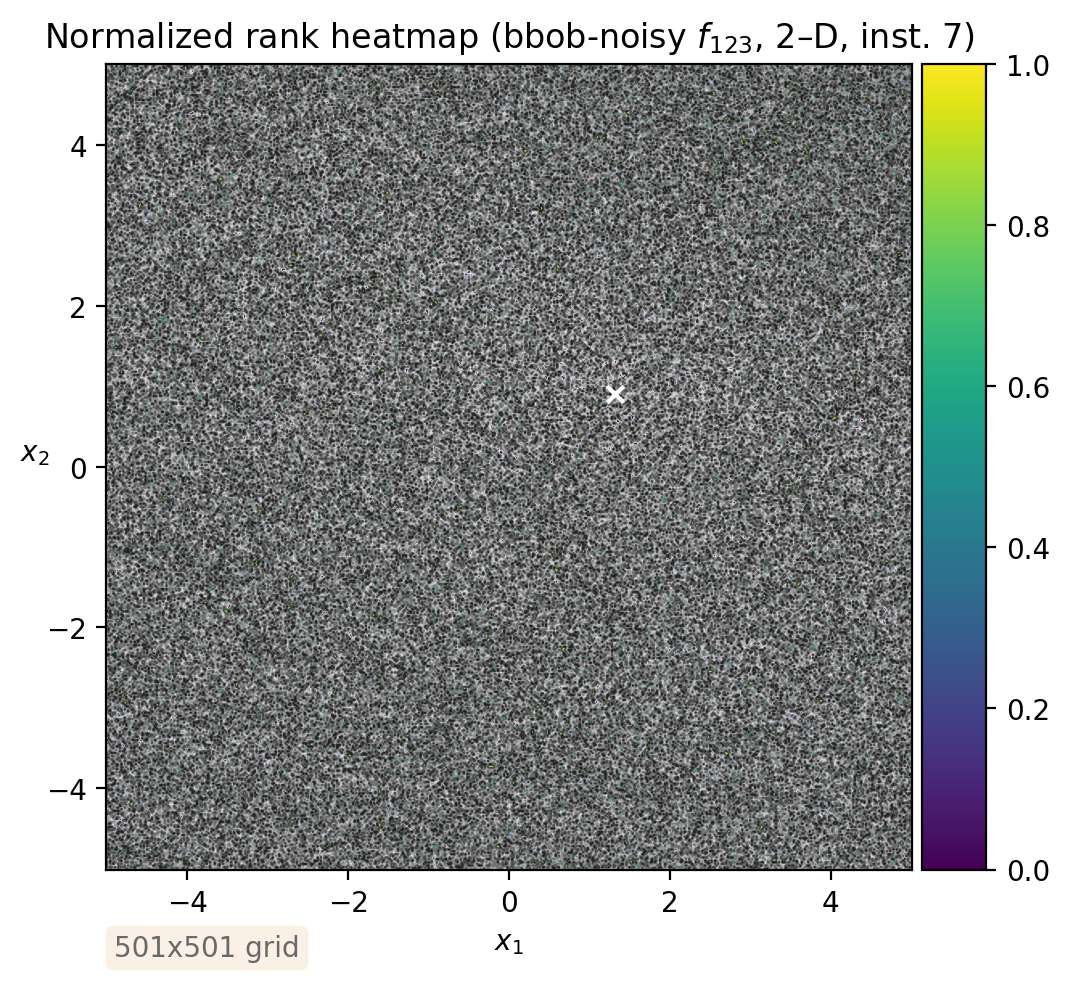 Normalized rank heatmap (bbob-noisy f₁₂₃, 2–D, inst. 7)
1.0
0.8
0.6
0.4
0.2
0.0
4
2
0
−2
−4
x₂
−4 −2 0 2 4
x₁
501x501 grid